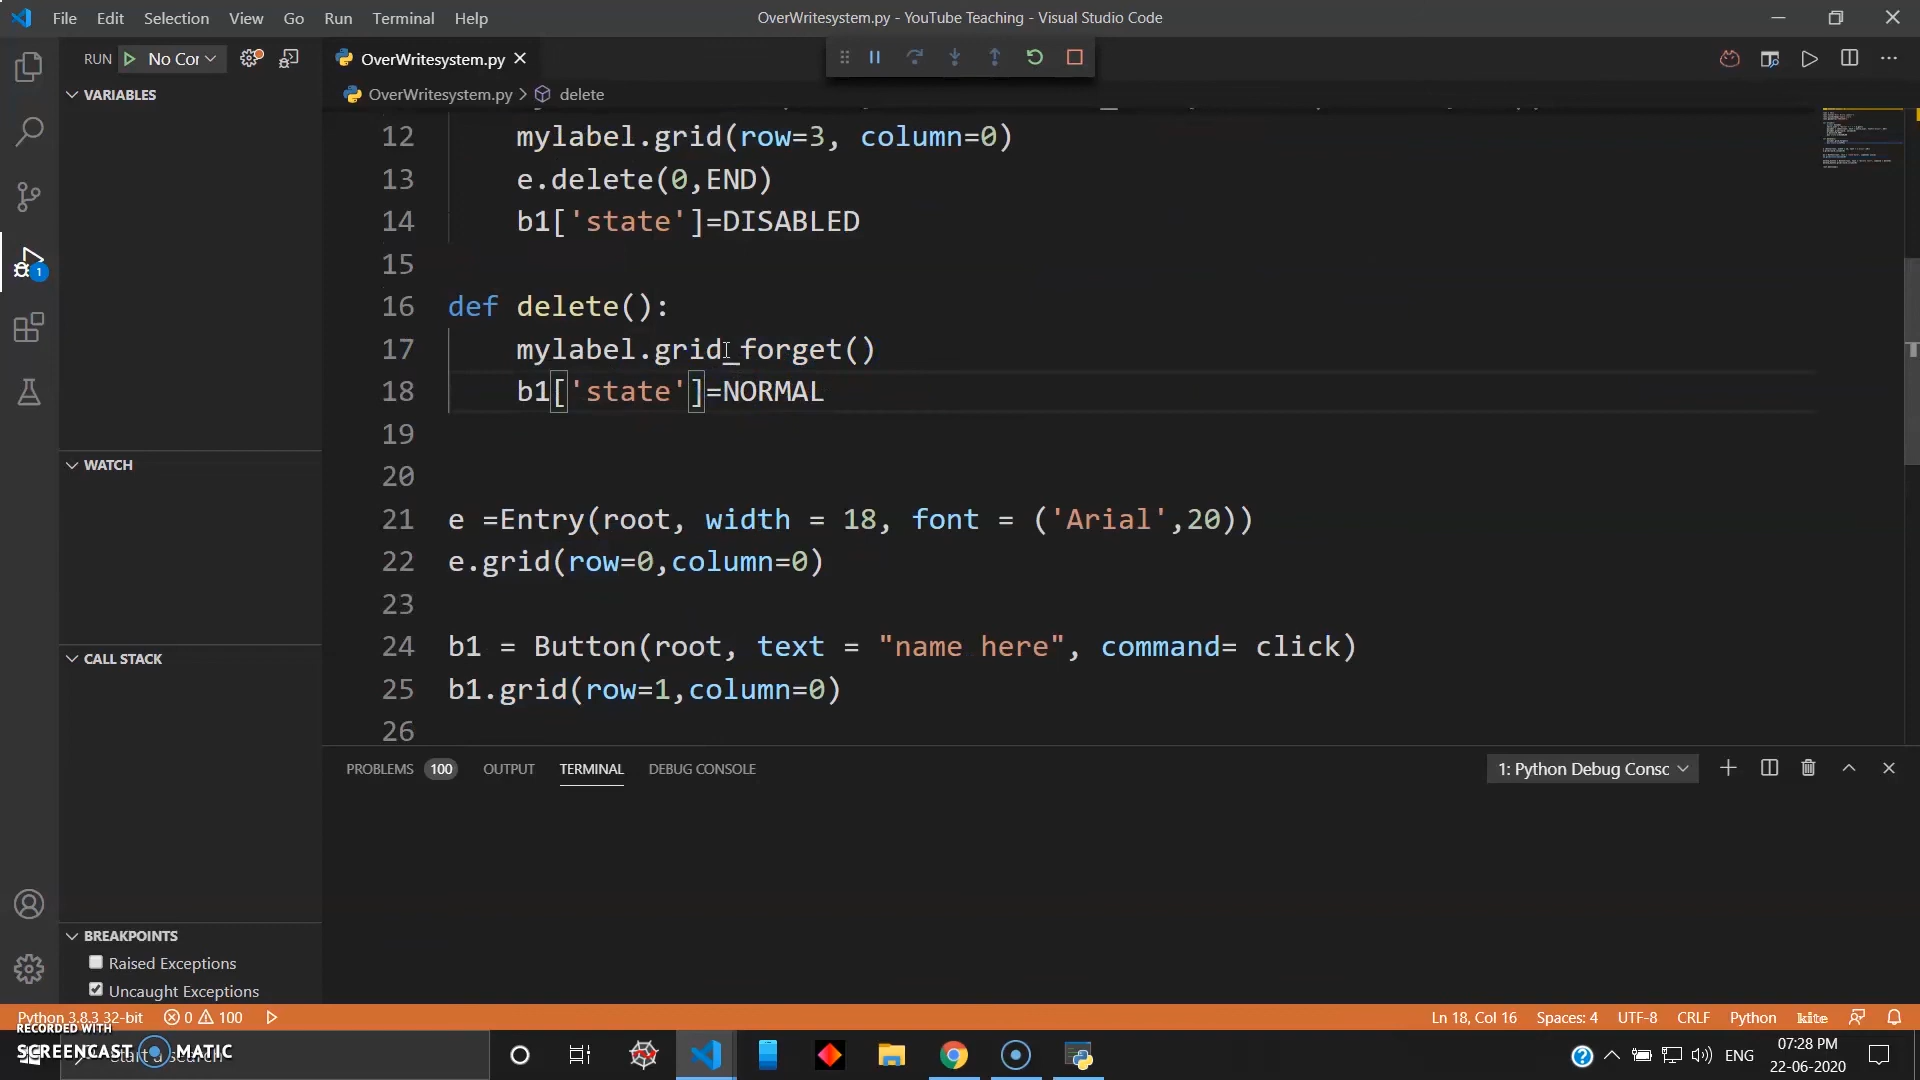 File Edit Selection View Go Run Terminal Help
OverWritesystem.py - YouTube Teaching - Visual Studio Code
RUN No Cor
OverWritesystem.py
VARIABLES
OverWritesystem.py > delete
12 mylabel.grid(row=3, column=0)
13 e.delete(0,END)
14 b1['state']=DISABLED
15
16 def delete():
17 mylabel.grid_forget()
18 b1['state']=NORMAL
19
20
21 e =Entry(root, width = 18, font = ('Arial',20))
22 e.grid(row=0,column=0)
23
24 b1 = Button(root, text = "name here", command= click)
25 b1.grid(row=1,column=0)
26
WATCH
CALL STACK
BREAKPOINTS
Raised Exceptions
Uncaught Exceptions
1
PROBLEMS 100 OUTPUT TERMINAL DEBUG CONSOLE
1: Python Debug Consc
Python 3.8.3 32-bit 0 100
Ln 18, Col 16 Spaces: 4 UTF-8 CRLF Python kite
RECORDED WITH
SCREENCAST MATIC
Start a search
ENG
07:28 PM
22-06-2020